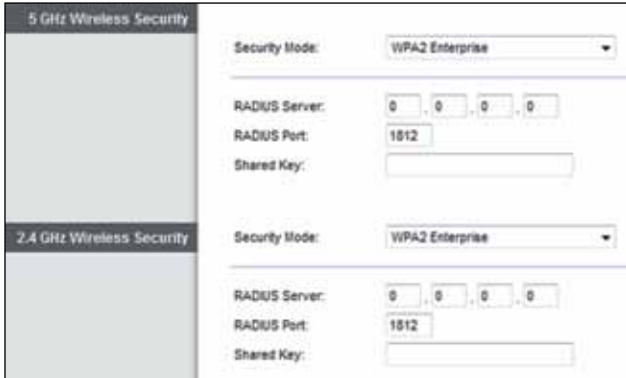 5 GHz Wireless Security
Security Mode: WPA2 Enterprise
RADIUS Server: 0 . 0 . 0 . 0
RADIUS Port: 1812
Shared Key:
2.4 GHz Wireless Security
Security Mode: WPA2 Enterprise
RADIUS Server: 0 . 0 . 0 . 0
RADIUS Port: 1812
Shared Key: